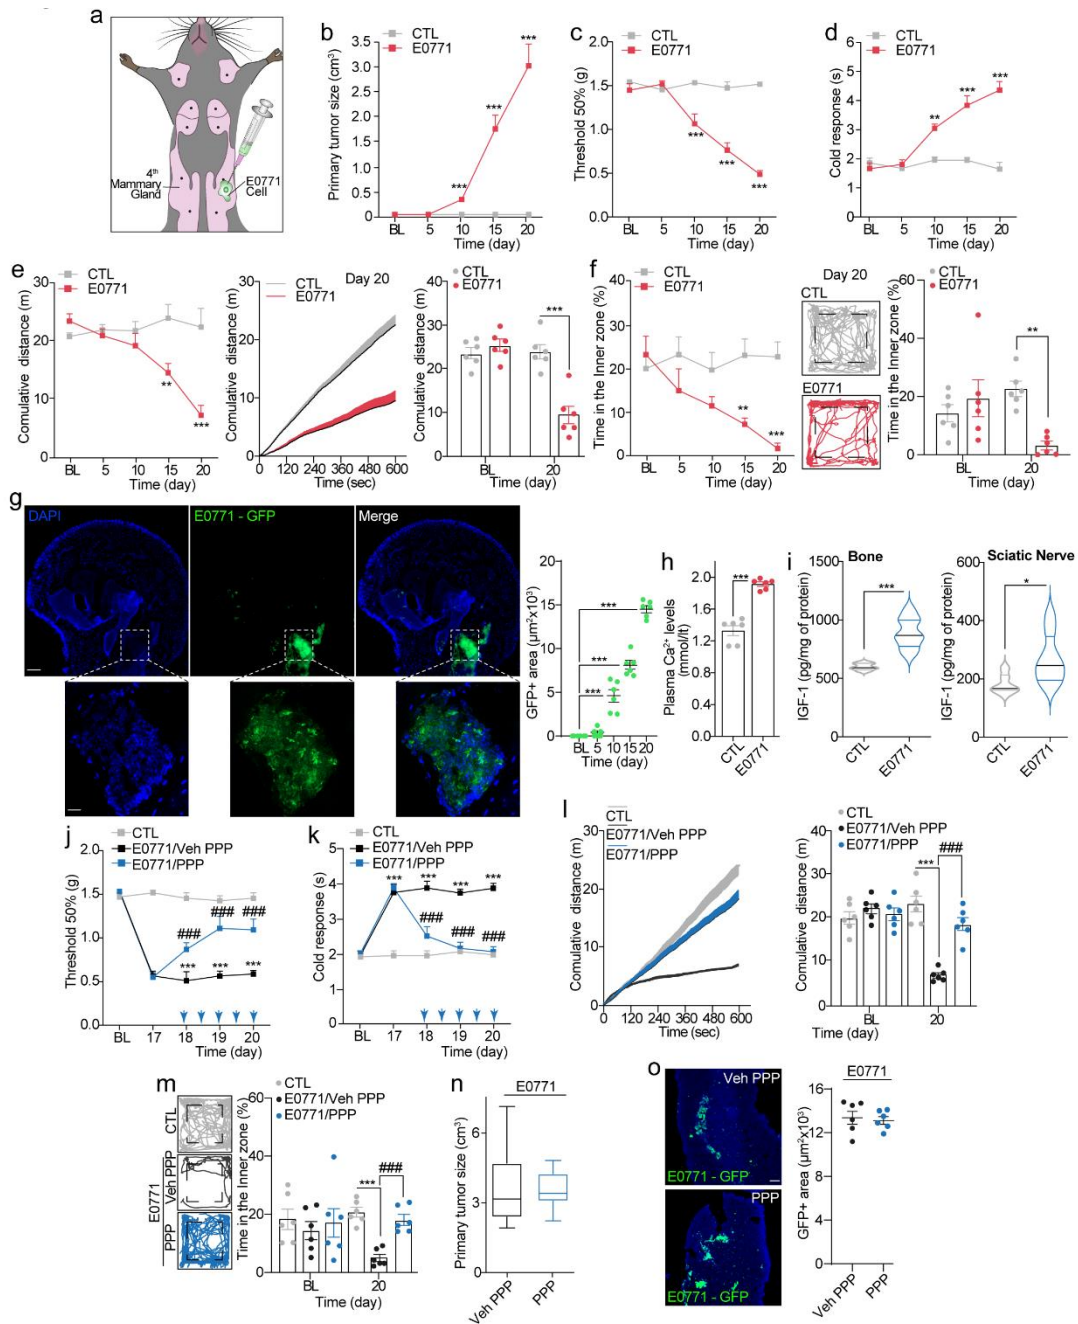 a
4th
Mammary
Gland
E0771
Cell
b
CTL
E0771
Primary tumor size (cm³)
3.5
3.0
2.5
2.0
1.5
1.0
0.5
0
***
***
***
BL 5 10 15 20
Time (day)
c
CTL
E0771
Threshold 50% (g)
2.0
1.5
1.0
0.5
0.0
***
***
***
BL 5 10 15 20
Time (day)
d
CTL
E0771
Cold response (s)
6
4
2
0
**
***
***
BL 5 10 15 20
Time (day)
e
CTL
E0771
Comulative distance (m)
30
20
10
0
**
***
BL 5 10 15 20
Time (day)
Day 20
CTL
E0771
Comulative distance (m)
30
20
10
0
0 120 240 360 480 600
Time (sec)
CTL
E0771
Comulative distance (m)
40
30
20
10
0
***
BL 20
Time (day)
f
CTL
E0771
Time in the Inner zone (%)
40
30
20
10
0
**
***
BL 5 10 15 20
Time (day)
Day 20
CTL
E0771
CTL
E0771
Time in the Inner zone (%)
60
40
20
0
**
BL 20
Time (day)
g
DAPI
E0771 - GFP
Merge
GFP+ area (µm²x10³)
15
10
5
0
***
***
***
BL 5 10 15 20
Time (day)
h
Plasma Ca²⁺ levels
(mmol/lt)
2.0
1.6
1.2
0.8
0.4
0.0
***
CTL
E0771
i
Bone
IGF-1 (pg/mg of protein)
1500
1000
500
0
***
CTL
E0771
Sciatic Nerve
IGF-1 (pg/mg of protein)
600
400
200
0
*
CTL
E0771
j
CTL
E0771/Veh PPP
E0771/PPP
Threshold 50% (g)
2.0
1.5
1.0
0.5
0.0
###
###
###
***
***
***
BL 17 18 19 20
Time (day)
k
CTL
E0771/Veh PPP
E0771/PPP
Cold response (s)
5
4
3
2
1
0
***
***
***
***
###
###
###
BL 17 18 19 20
Time (day)
l
CTL
E0771/Veh PPP
E0771/PPP
Comulative distance (m)
30
20
10
0
0 120 240 360 480 600
Time (sec)
CTL
E0771/Veh PPP
E0771/PPP
Comulative distance (m)
40
30
20
10
0
***
###
Time (day)
BL 20
m
CTL
Veh PPP
PPP
E0771
CTL
E0771/Veh PPP
E0771/PPP
Time in the Inner zone (%)
60
40
20
0
***
###
BL 20
Time (day)
n
E0771
Primary tumor size (cm³)
6
3
0
Veh PPP
PPP
o
Veh PPP
E0771 - GFP
PPP
E0771 - GFP
E0771
GFP+ area (µm²x10³)
16
12
8
4
0
Veh PPP
PPP